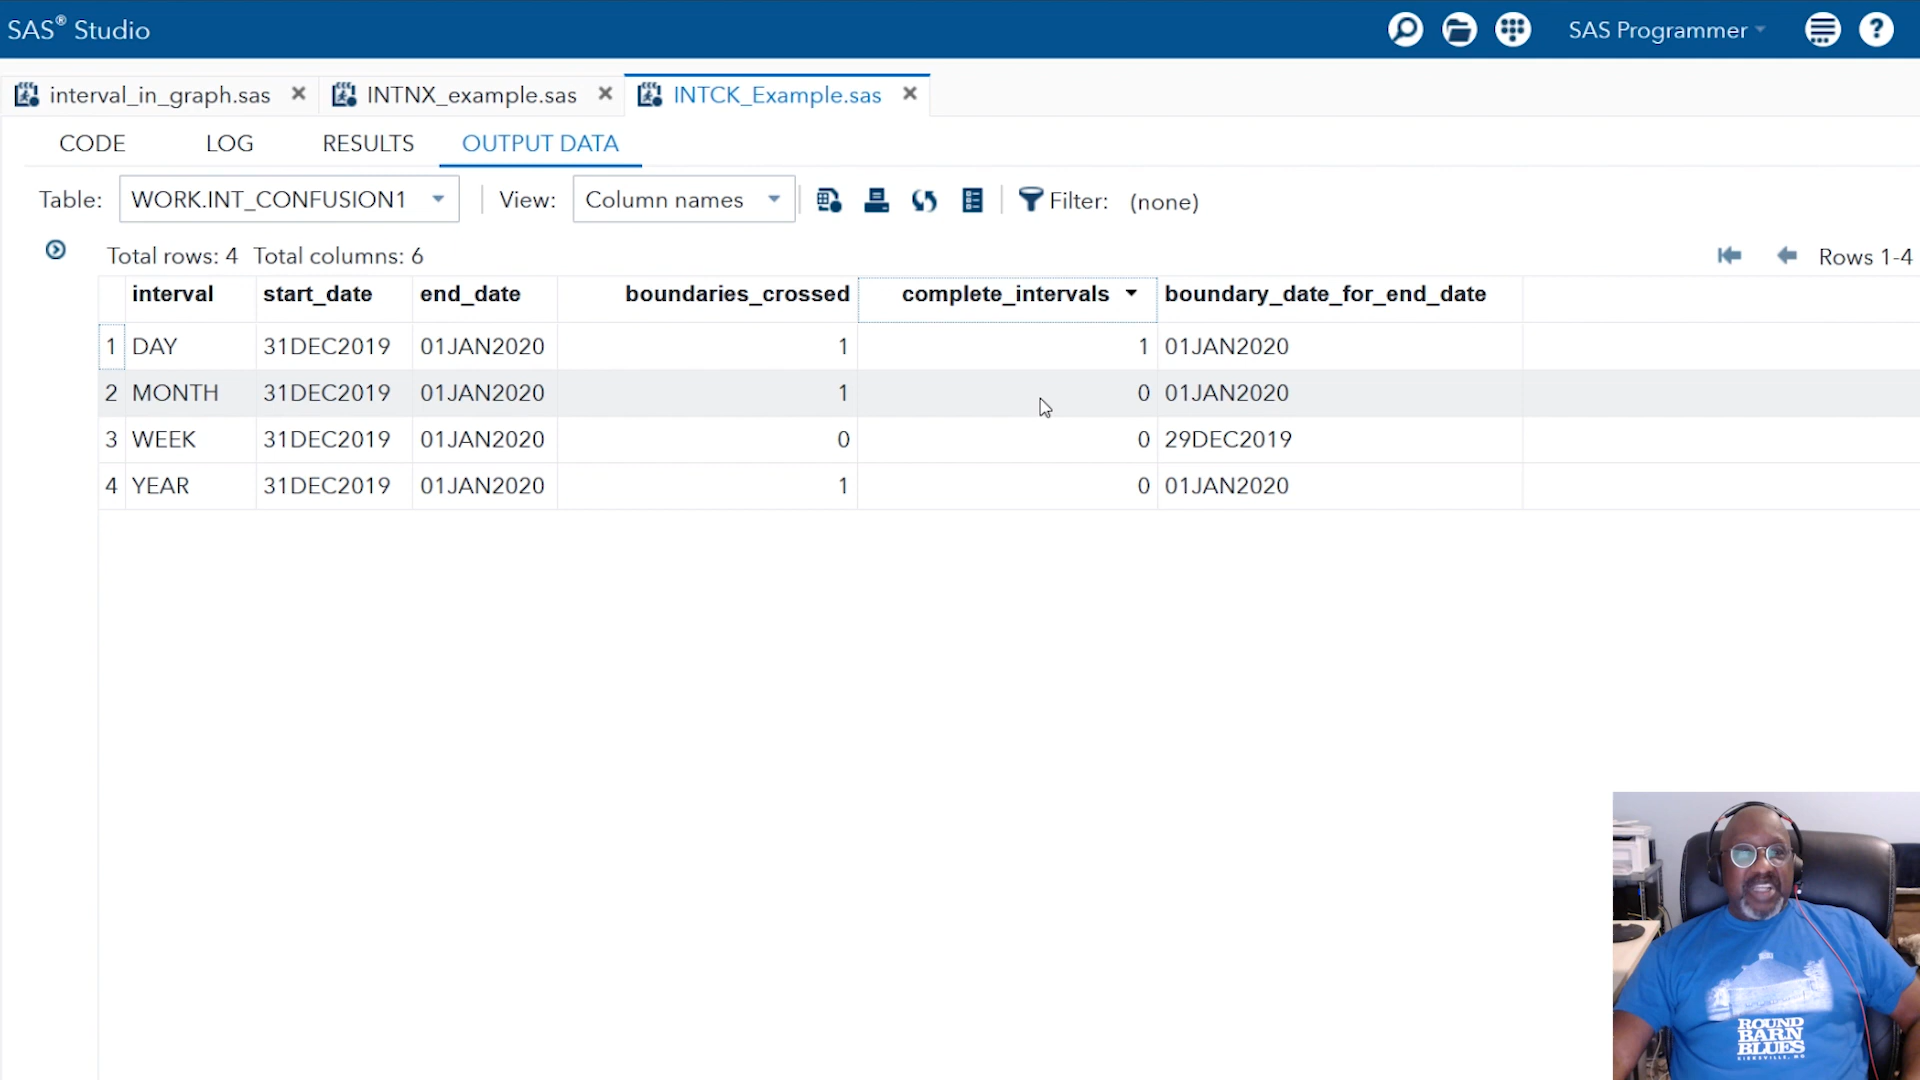 SAS® Studio
SAS Programmer
interval_in_graph.sas
INTNX_example.sas
INTCK_Example.sas
CODE LOG RESULTS OUTPUT DATA
Table: WORK.INT_CONFUSION1 View: Column names Filter: (none)
Total rows: 4 Total columns: 6 Rows 1-4
interval start_date end_date boundaries_crossed complete_intervals boundary_date_for_end_date
1 DAY 31DEC2019 01JAN2020 1 1 01JAN2020
2 MONTH 31DEC2019 01JAN2020 1 0 01JAN2020
3 WEEK 31DEC2019 01JAN2020 0 0 29DEC2019
4 YEAR 31DEC2019 01JAN2020 1 0 01JAN2020
ROUND
BARN
BLUES
KIRKSVILLE, MO